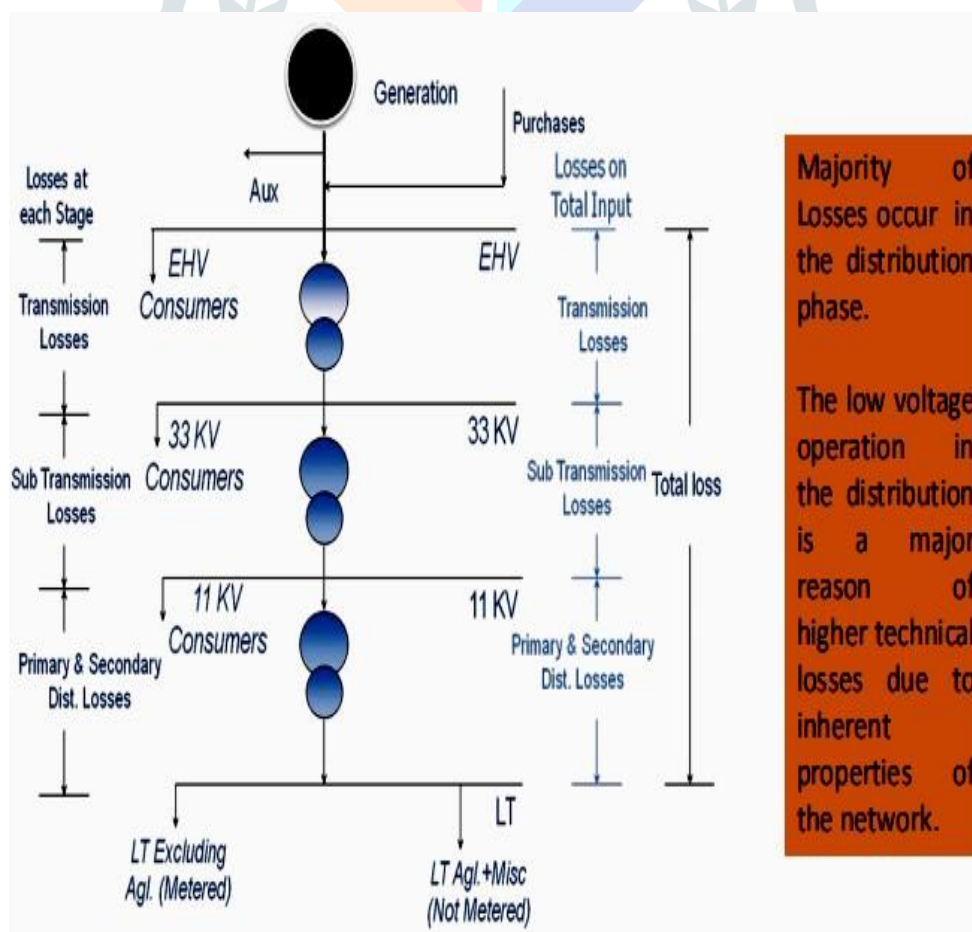 Generation
Purchases
Aux
Losses at
each Stage
Losses on
Total Input
EHV
Consumers
EHV
Transmission
Losses
Transmission
Losses
33 KV
Consumers
33 KV
Sub Transmission
Losses
Sub Transmission
Losses
Total loss
11 KV
Consumers
11 KV
Primary & Secondary
Dist. Losses
Primary & Secondary
Dist. Losses
LT
LT Excluding
Agl. (Metered)
LT Agl.+Misc
(Not Metered)
Majority of
Losses occur in
the distribution
phase.
The low voltage
operation in
the distribution
is a major
reason of
higher technical
losses due to
inherent
properties of
the network.